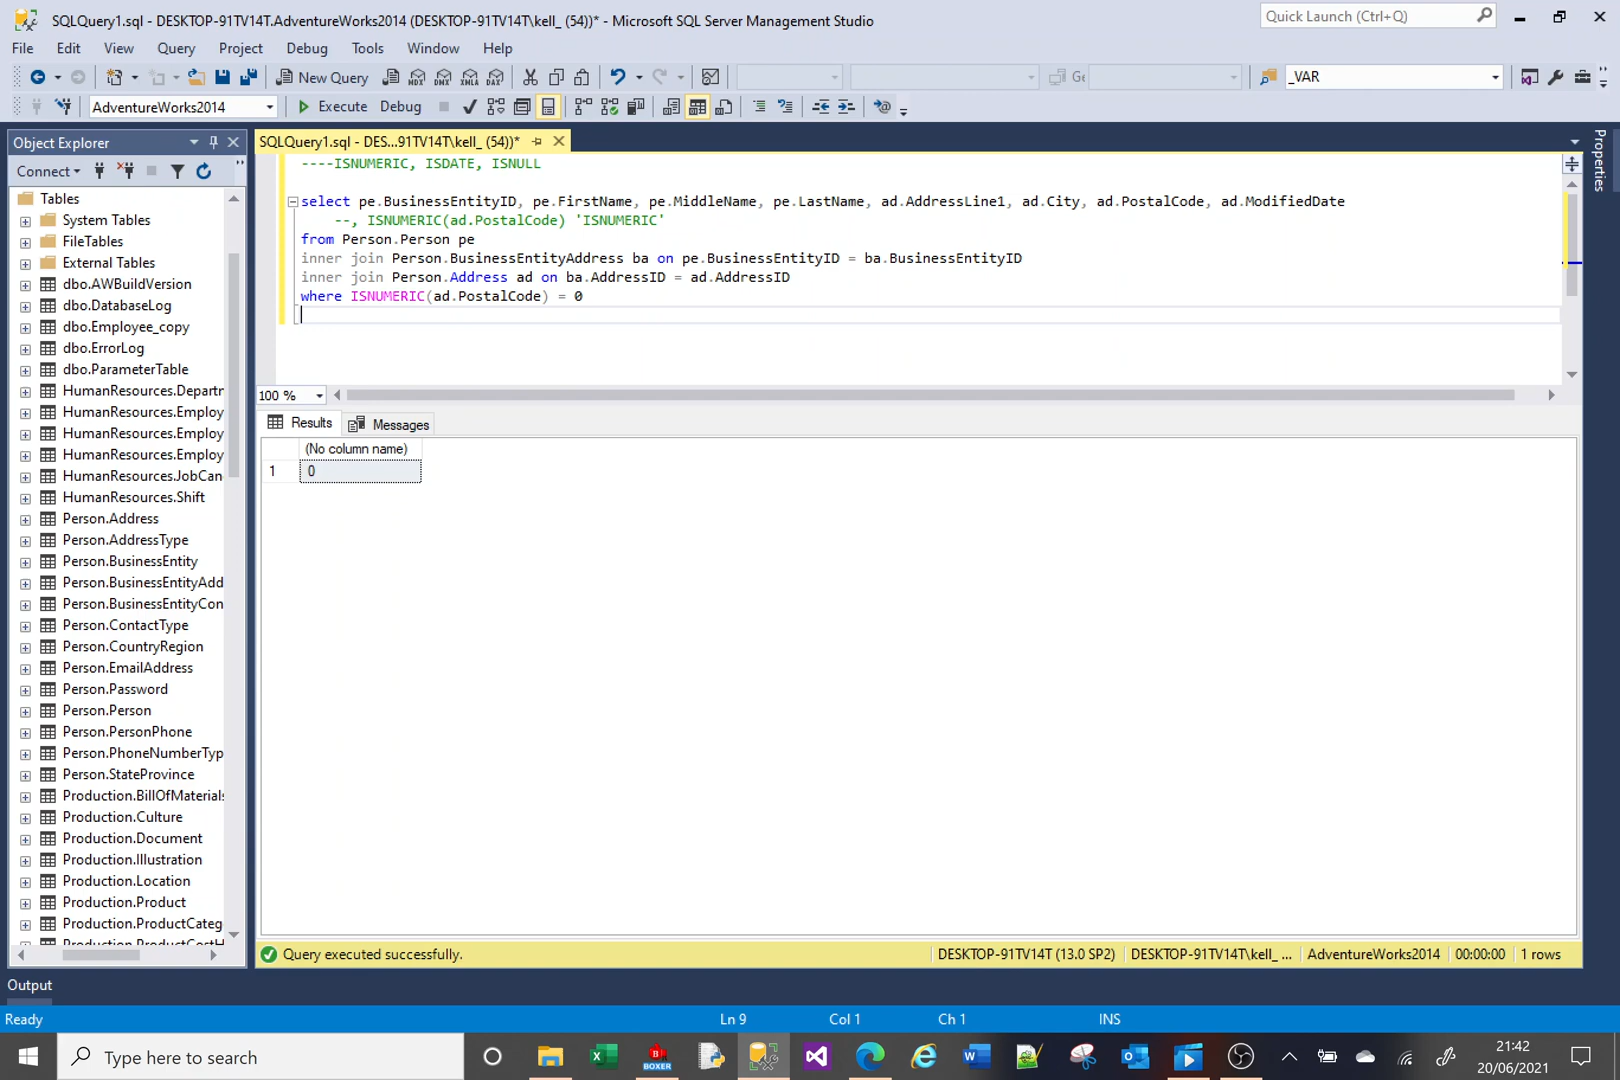 SQLQuery1.sql - DESKTOP-91TV14T.AdventureWorks2014 (DESKTOP-91TV14T\kell_ (54))* - Microsoft SQL Server Management Studio
Quick Launch (Ctrl+Q)
File Edit View Query Project Debug Tools Window Help
New Query MDX DMX XMLA DAX Ge _VAR
AdventureWorks2014 Execute Debug
Object Explorer
SQLQuery1.sql - DES...91TV14T\kell_ (54))*
Properties
Connect
Tables
System Tables
FileTables
External Tables
dbo.AWBuildVersion
dbo.DatabaseLog
dbo.Employee_copy
dbo.ErrorLog
dbo.ParameterTable
HumanResources.Departr
HumanResources.Employ
HumanResources.Employ
HumanResources.Employ
HumanResources.JobCan
HumanResources.Shift
Person.Address
Person.AddressType
Person.BusinessEntity
Person.BusinessEntityAdd
Person.BusinessEntityCon
Person.ContactType
Person.CountryRegion
Person.EmailAddress
Person.Password
Person.Person
Person.PersonPhone
Person.PhoneNumberTyp
Person.StateProvince
Production.BillOfMaterials
Production.Culture
Production.Document
Production.Illustration
Production.Location
Production.Product
Production.ProductCateg
Production.ProductCostH
----ISNUMERIC, ISDATE, ISNULL
select pe.BusinessEntityID, pe.FirstName, pe.MiddleName, pe.LastName, ad.AddressLine1, ad.City, ad.PostalCode, ad.ModifiedDate
--, ISNUMERIC(ad.PostalCode) 'ISNUMERIC'
from Person.Person pe
inner join Person.BusinessEntityAddress ba on pe.BusinessEntityID = ba.BusinessEntityID
inner join Person.Address ad on ba.AddressID = ad.AddressID
where ISNUMERIC(ad.PostalCode) = 0
100 %
Results Messages
(No column name)
1 0
Query executed successfully.
DESKTOP-91TV14T (13.0 SP2) DESKTOP-91TV14T\kell_ ... AdventureWorks2014 00:00:00 1 rows
Output
Ready Ln 9 Col 1 Ch 1 INS
Type here to search
BOXER
21:42
20/06/2021